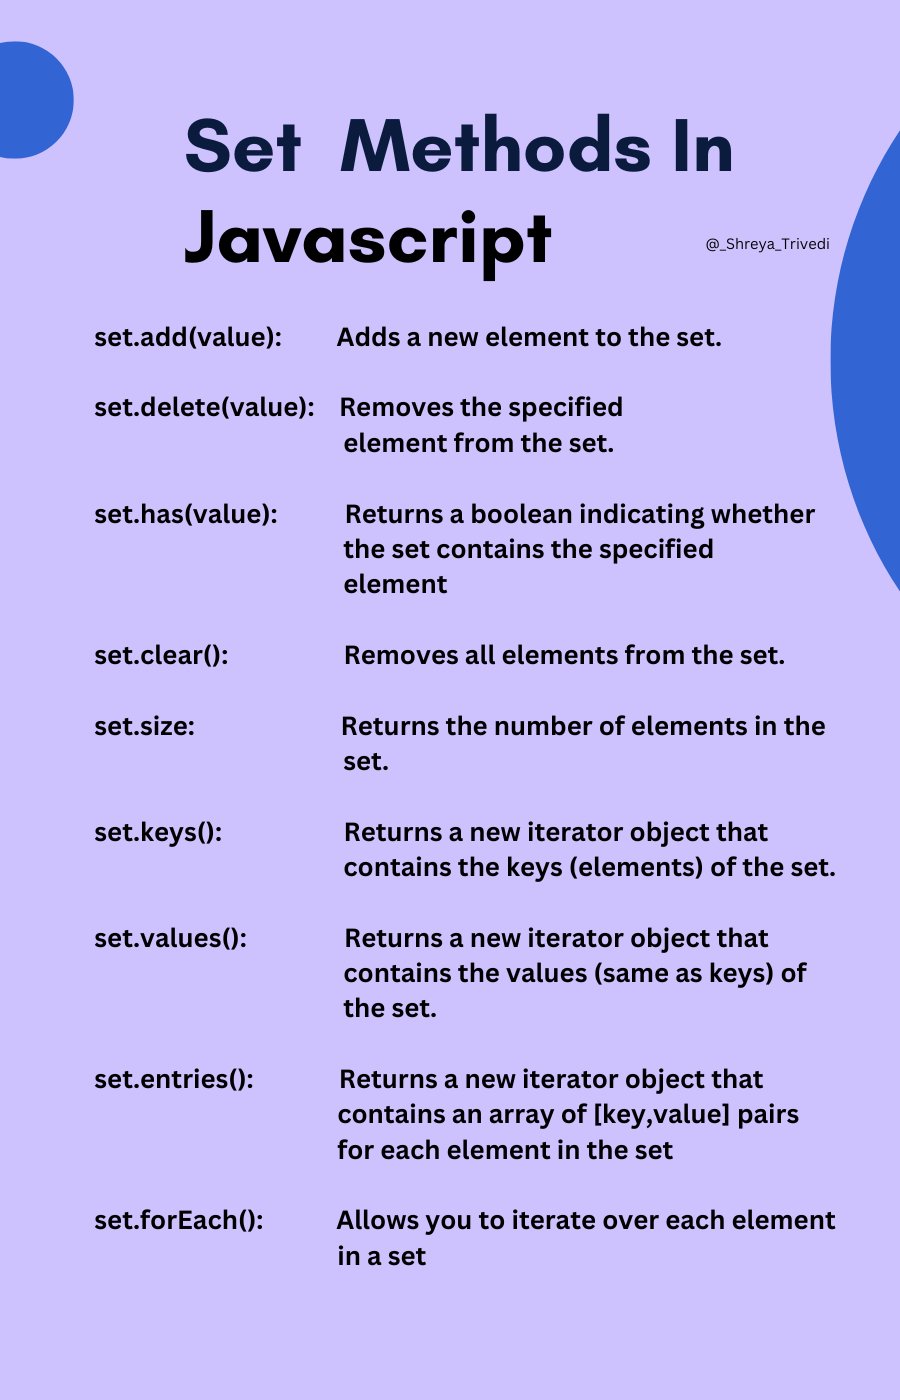 Set Methods In
Javascript
@_Shreya_Trivedi
set.add(value): Adds a new element to the set.
set.delete(value): Removes the specified
element from the set.
set.has(value): Returns a boolean indicating whether
the set contains the specified
element
set.clear(): Removes all elements from the set.
set.size: Returns the number of elements in the
set.
set.keys(): Returns a new iterator object that
contains the keys (elements) of the set.
set.values(): Returns a new iterator object that
contains the values (same as keys) of
the set.
set.entries(): Returns a new iterator object that
contains an array of [key,value] pairs
for each element in the set
set.forEach(): Allows you to iterate over each element
in a set